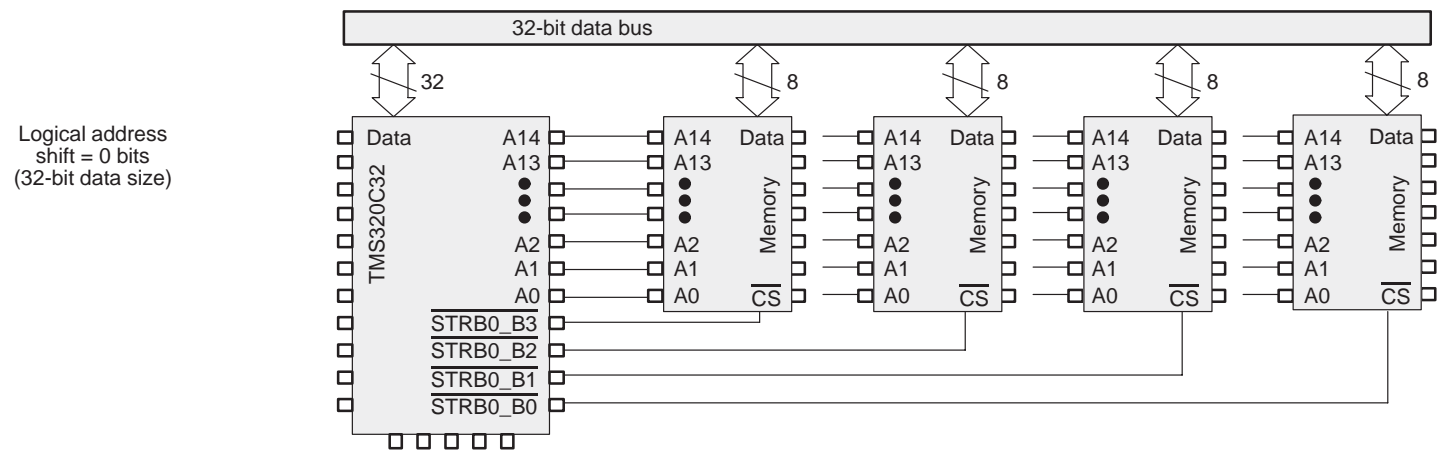 32-bit data bus
32
8
8
8
8
Logical address
shift = 0 bits
(32-bit data size)
TMS320C32
Data
A14
A13
A2
A1
A0
STRB0_B3
STRB0_B2
STRB0_B1
STRB0_B0
A14
Data
A13
Memory
A2
A1
A0
CS
A14
Data
A13
Memory
A2
A1
A0
CS
A14
Data
A13
Memory
A2
A1
A0
CS
A14
Data
A13
Memory
A2
A1
A0
CS